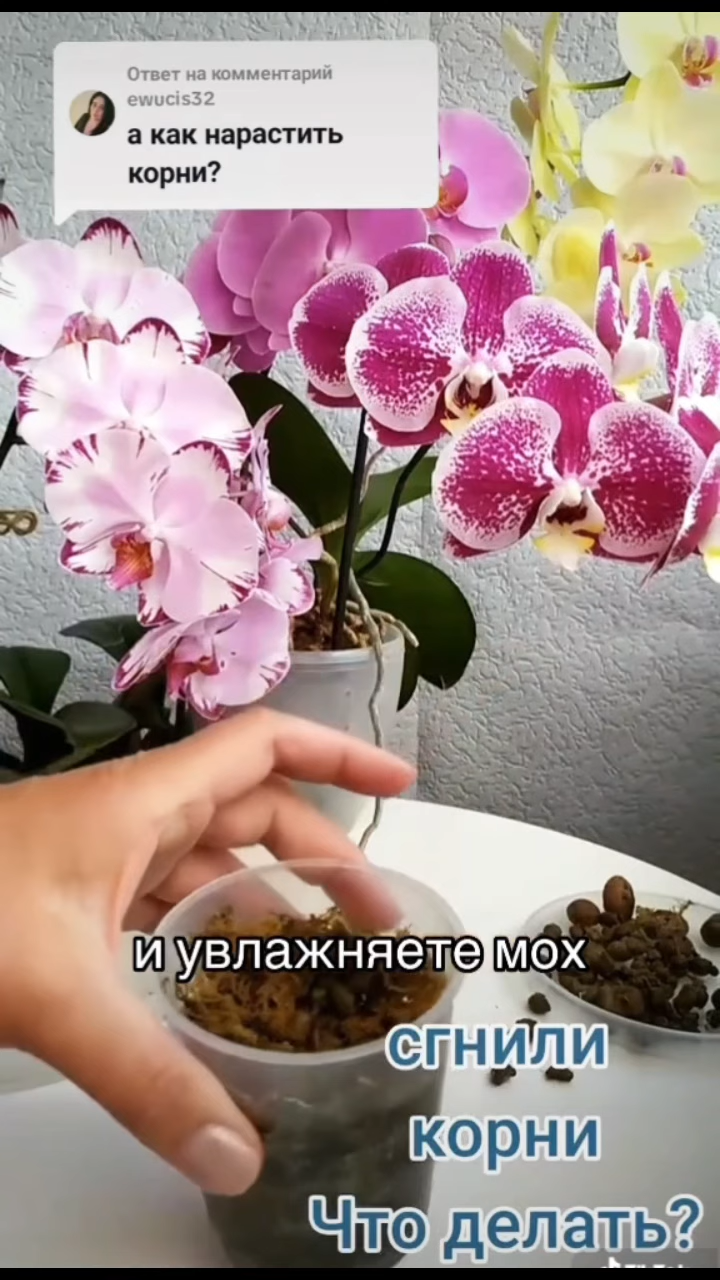 Ответ на комментарий
ewucis32
а как нарастить
корни?
и увлажняете мох
сгнили
корни
Что делать?